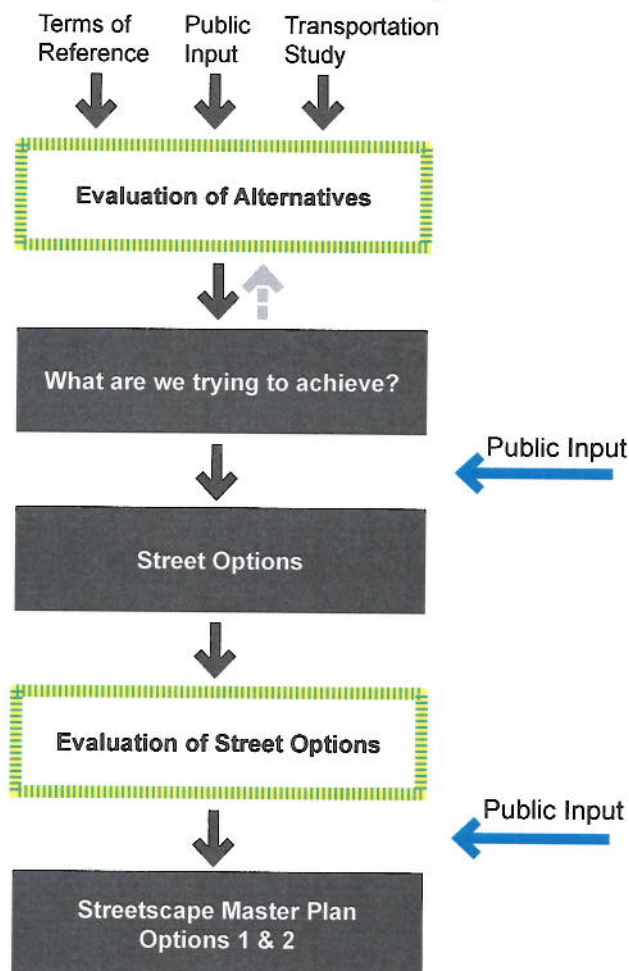 Terms of Reference
Public Input
Transportation Study
Evaluation of Alternatives
What are we trying to achieve?
Public Input
Street Options
Evaluation of Street Options
Public Input
Streetscape Master Plan
Options 1 & 2